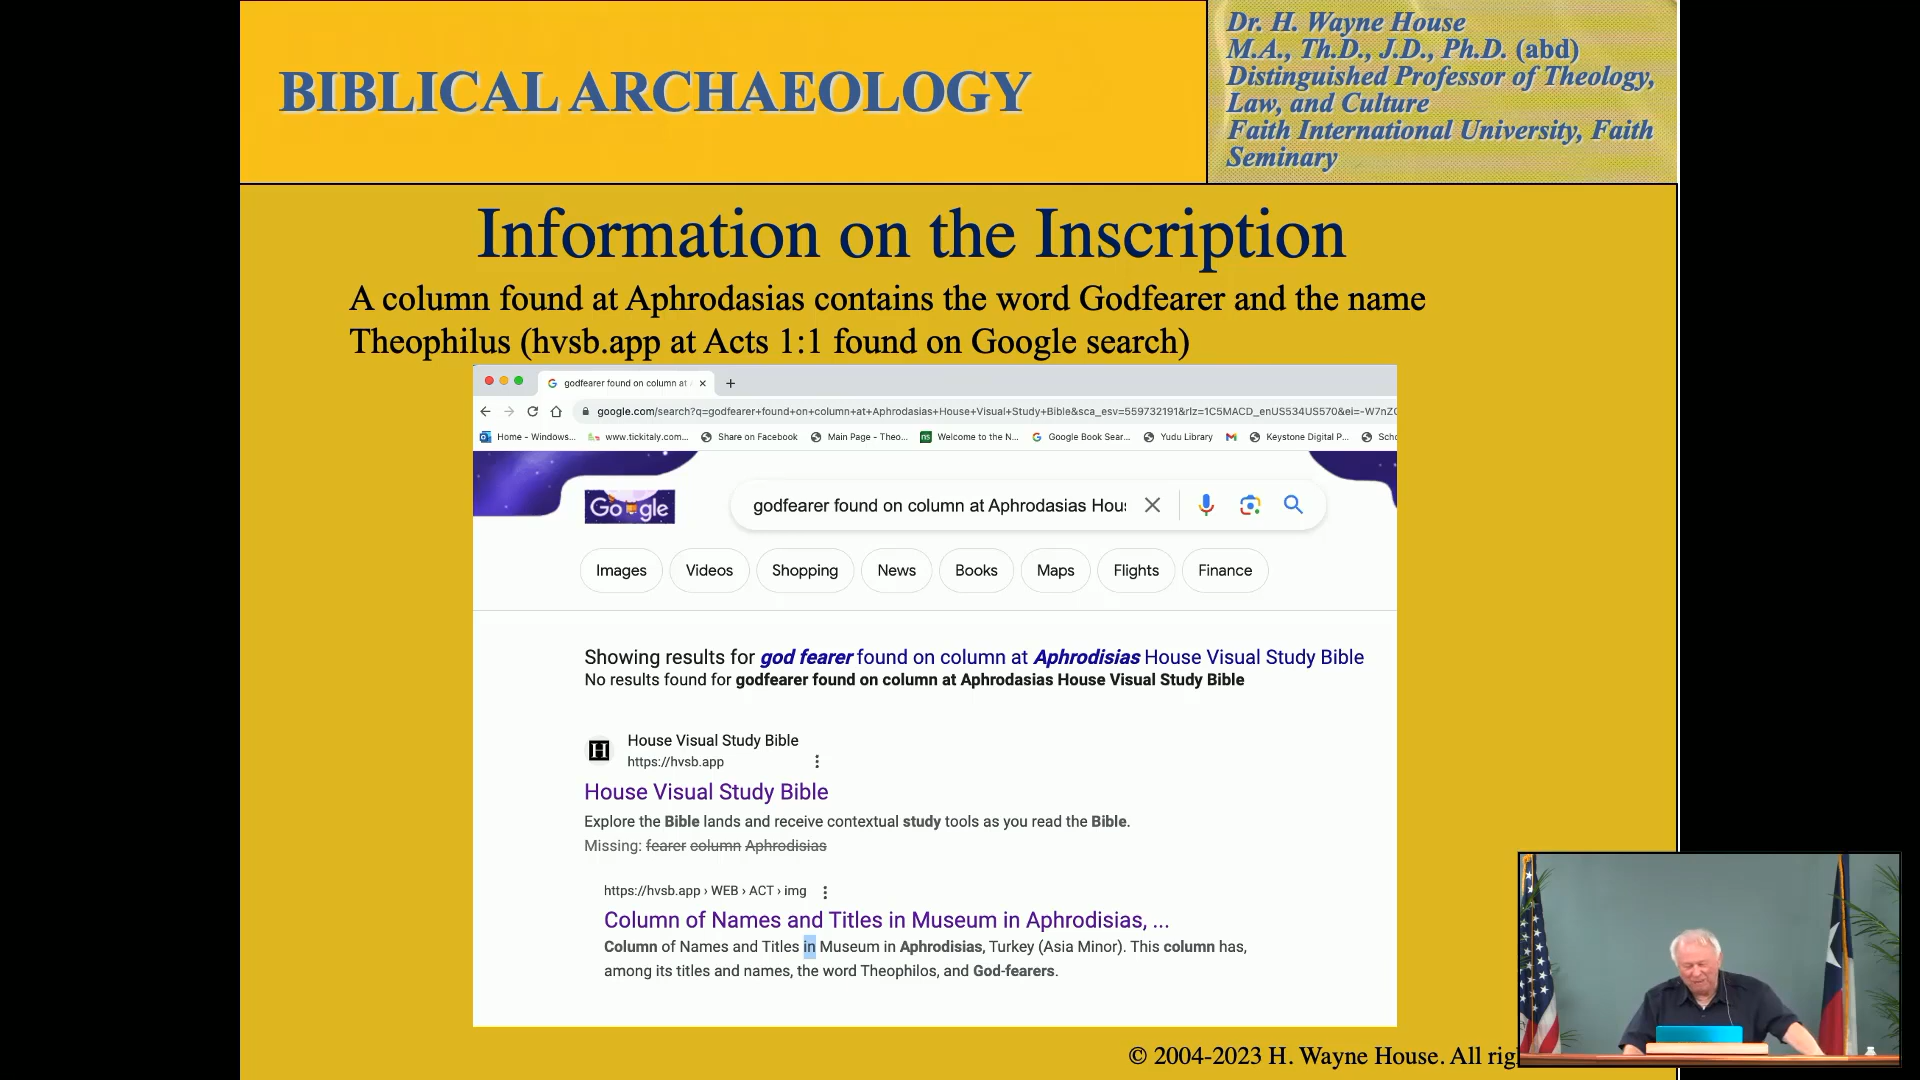 BIBLICAL ARCHAEOLOGY
Dr. H. Wayne House
M.A., Th.D., J.D., Ph.D. (abd)
Distinguished Professor of Theology,
Law, and Culture
Faith International University, Faith
Seminary
Information on the Inscription
A column found at Aphrodasias contains the word Godfearer and the name
Theophilus (hvsb.app at Acts 1:1 found on Google search)
godfearer found on column at
google.com/search?q=godfearer+found+on+column+at+Aphrodasias+House+Visual+Study+Bible&sca_esv=559732191&rlz=1C5MACD_enUS534US570&ei=-W7nZ
Home - Windows... www.tickitaly.com... Share on Facebook Main Page - Theo... ns Welcome to the N... Google Book Sear... Yudu Library Keystone Digital P... Scho
Google
godfearer found on column at Aphrodasias Hou
Images Videos Shopping News Books Maps Flights Finance
Showing results for god fearer found on column at Aphrodisias House Visual Study Bible
No results found for godfearer found on column at Aphrodasias House Visual Study Bible
H
House Visual Study Bible
https://hvsb.app
House Visual Study Bible
Explore the Bible lands and receive contextual study tools as you read the Bible.
Missing: fearer column Aphrodisias
https://hvsb.app › WEB › ACT › img
Column of Names and Titles in Museum in Aphrodisias, ...
Column of Names and Titles in Museum in Aphrodisias, Turkey (Asia Minor). This column has,
among its titles and names, the word Theophilos, and God-fearers.
© 2004-2023 H. Wayne House. All rig